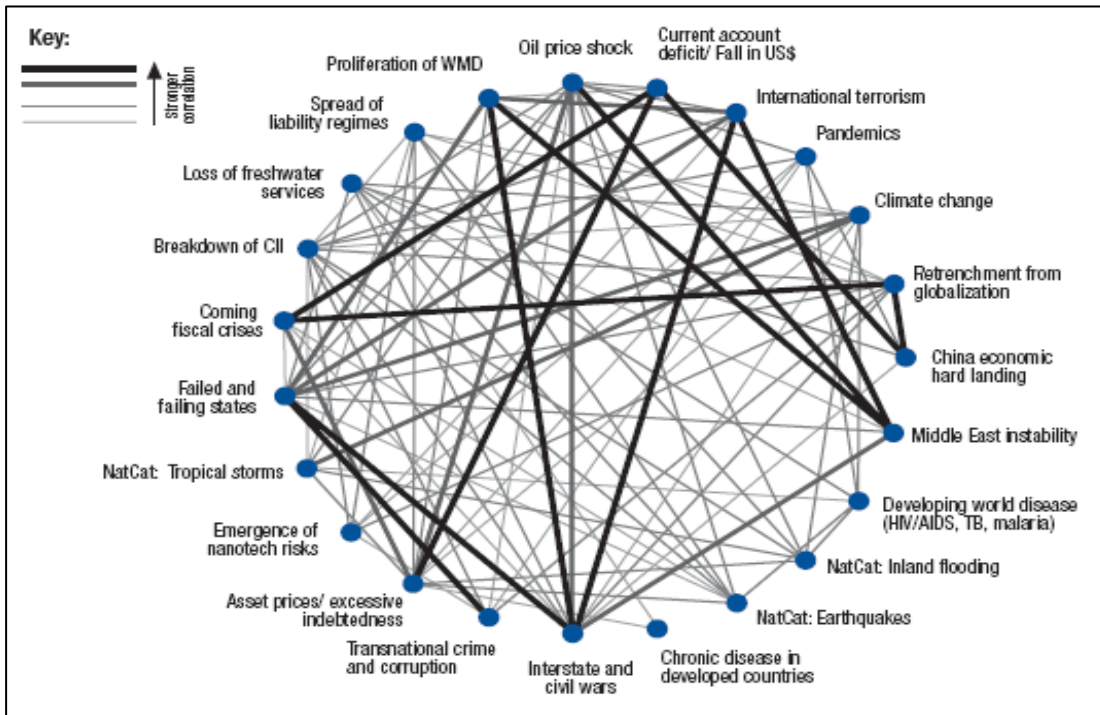 Key:
Stronger
correlation
Oil price shock
Current account
deficit/ Fall in US$
Proliferation of WMD
International terrorism
Spread of
liability regimes
Pandemics
Loss of freshwater
services
Climate change
Breakdown of CII
Retrenchment from
globalization
Coming
fiscal crises
China economic
hard landing
Failed and
failing states
Middle East instability
NatCat: Tropical storms
Developing world disease
(HIV/AIDS, TB, malaria)
Emergence of
nanotech risks
NatCat: Inland flooding
Asset prices/ excessive
indebtedness
NatCat: Earthquakes
Transnational crime
and corruption
Interstate and
civil wars
Chronic disease in
developed countries